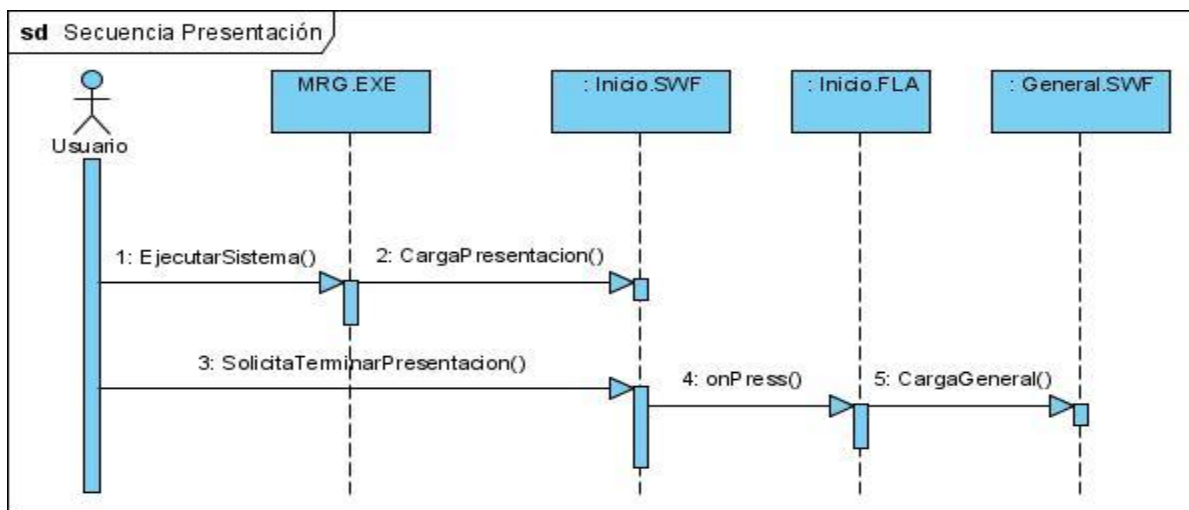 sd Secuencia Presentación
Usuario
MRG.EXE
: Inicio.SWF
: Inicio.FLA
: General.SWF
1: EjecutarSistema()
2: CargaPresentacion()
3: SolicitaTerminarPresentacion()
4: onPress()
5: CargaGeneral()